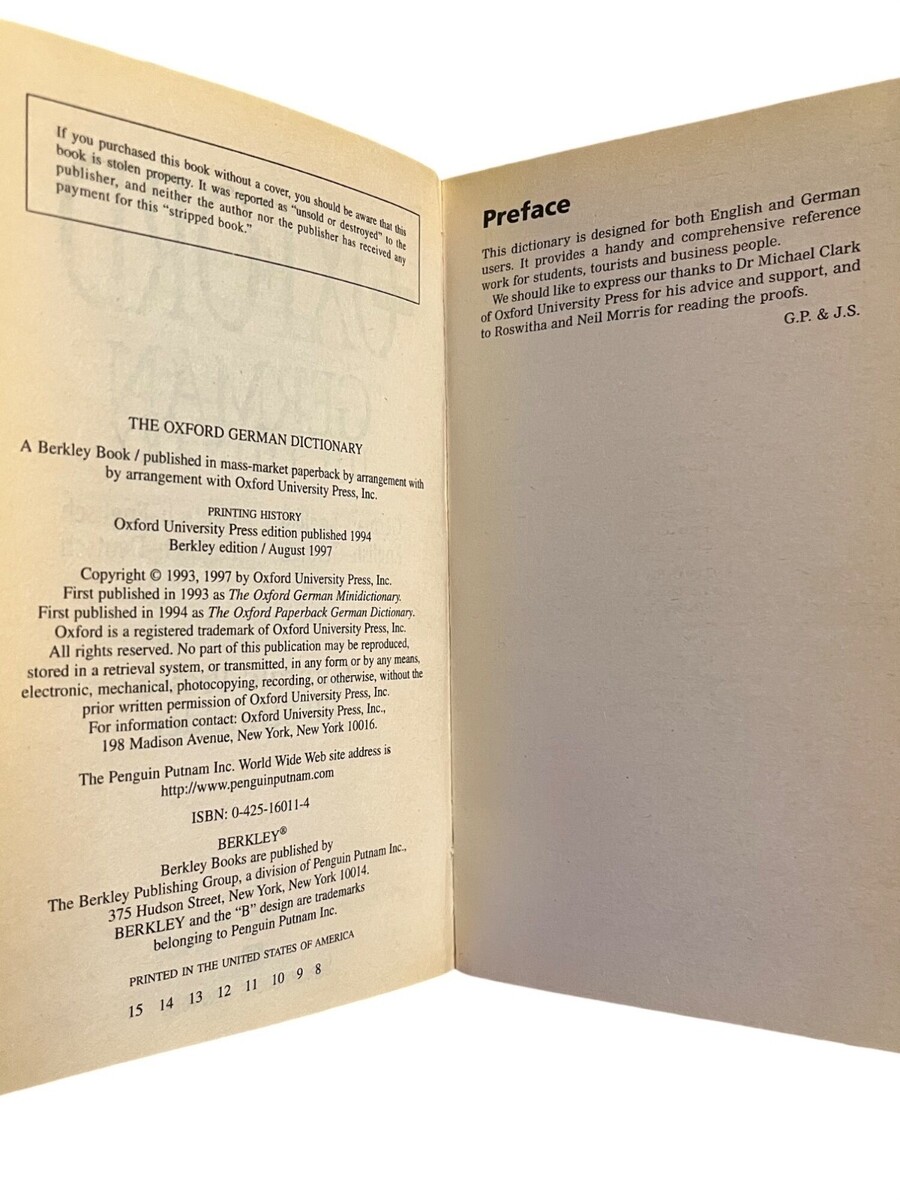 If you purchased this book without a cover, you should be aware that this
book is stolen property. It was reported as "unsold or destroyed" to the
publisher, and neither the author nor the publisher has received any
payment for this "stripped book."
THE OXFORD GERMAN DICTIONARY
A Berkley Book / published in mass-market paperback by arrangement with
by arrangement with Oxford University Press, Inc.
PRINTING HISTORY
Oxford University Press edition published 1994
Berkley edition / August 1997
Copyright © 1993, 1997 by Oxford University Press, Inc.
First published in 1993 as The Oxford German Minidictionary.
First published in 1994 as The Oxford Paperback German Dictionary.
Oxford is a registered trademark of Oxford University Press, Inc.
All rights reserved. No part of this publication may be reproduced,
stored in a retrieval system, or transmitted, in any form or by any means,
electronic, mechanical, photocopying, recording, or otherwise, without the
prior written permission of Oxford University Press, Inc.
For information contact: Oxford University Press, Inc.,
198 Madison Avenue, New York, New York 10016.
The Penguin Putnam Inc. World Wide Web site address is
http://www.penguinputnam.com
ISBN: 0-425-16011-4
BERKLEY®
Berkley Books are published by
The Berkley Publishing Group, a division of Penguin Putnam Inc.,
375 Hudson Street, New York, New York 10014.
BERKLEY and the "B" design are trademarks
belonging to Penguin Putnam Inc.
PRINTED IN THE UNITED STATES OF AMERICA
15 14 13 12 11 10 9 8
Preface
This dictionary is designed for both English and German
users. It provides a handy and comprehensive reference
work for students, tourists and business people.
We should like to express our thanks to Dr Michael Clark
of Oxford University Press for his advice and support, and
to Roswitha and Neil Morris for reading the proofs.
G.P. & J.S.